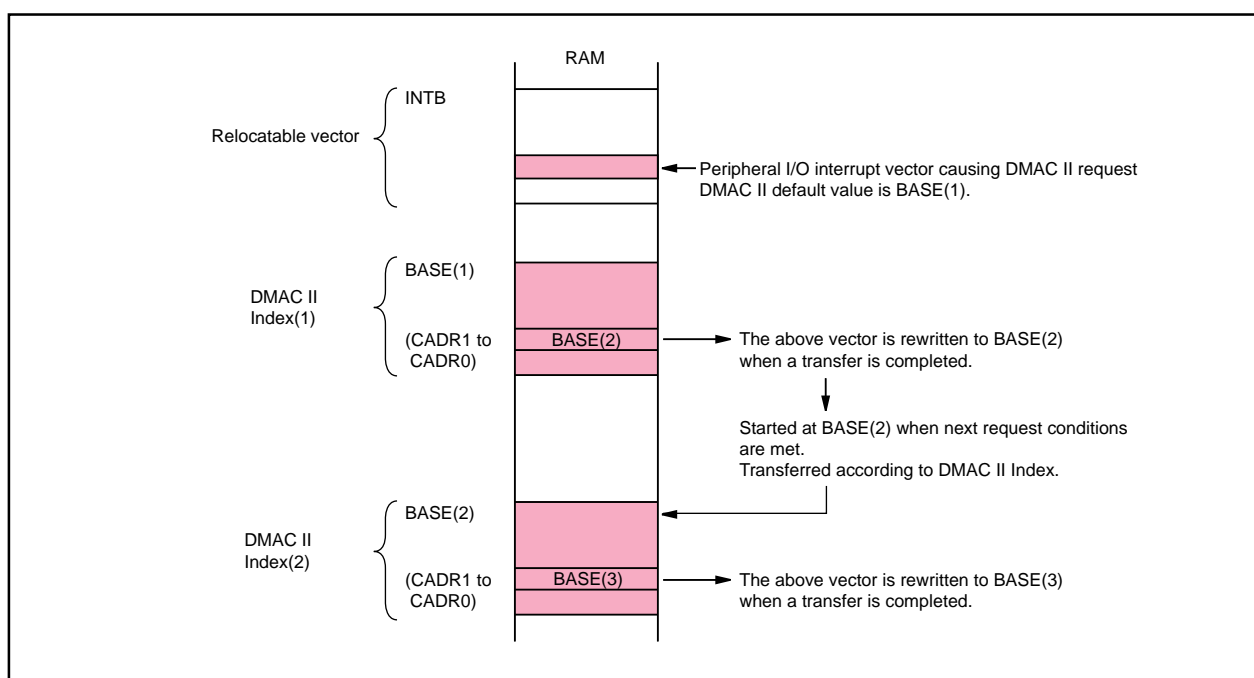 RAM
INTB
Relocatable vector
Peripheral I/O interrupt vector causing DMAC II request
DMAC II default value is BASE(1).
BASE(1)
DMAC II
Index(1)
(CADR1 to
CADR0)
BASE(2)
The above vector is rewritten to BASE(2)
when a transfer is completed.
Started at BASE(2) when next request conditions
are met.
Transferred according to DMAC II Index.
BASE(2)
DMAC II
Index(2)
(CADR1 to
CADR0)
BASE(3)
The above vector is rewritten to BASE(3)
when a transfer is completed.